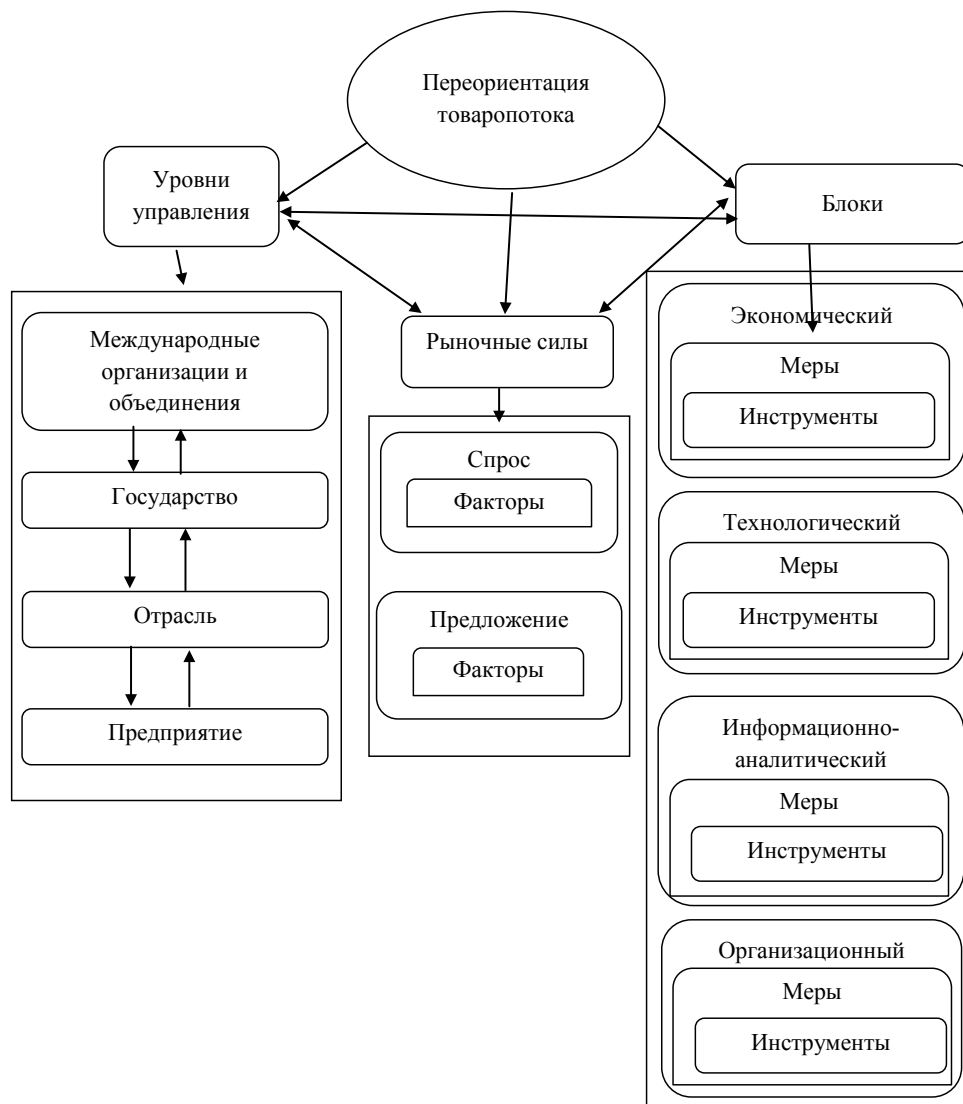 Переориентация
товаропотока
Уровни
управления
Блоки
Международные
организации и
объединения
Государство
Отрасль
Предприятие
Рыночные силы
Спрос
Факторы
Предложение
Факторы
Экономический
Меры
Инструменты
Технологический
Меры
Инструменты
Информационно-
аналитический
Меры
Инструменты
Организационный
Меры
Инструменты